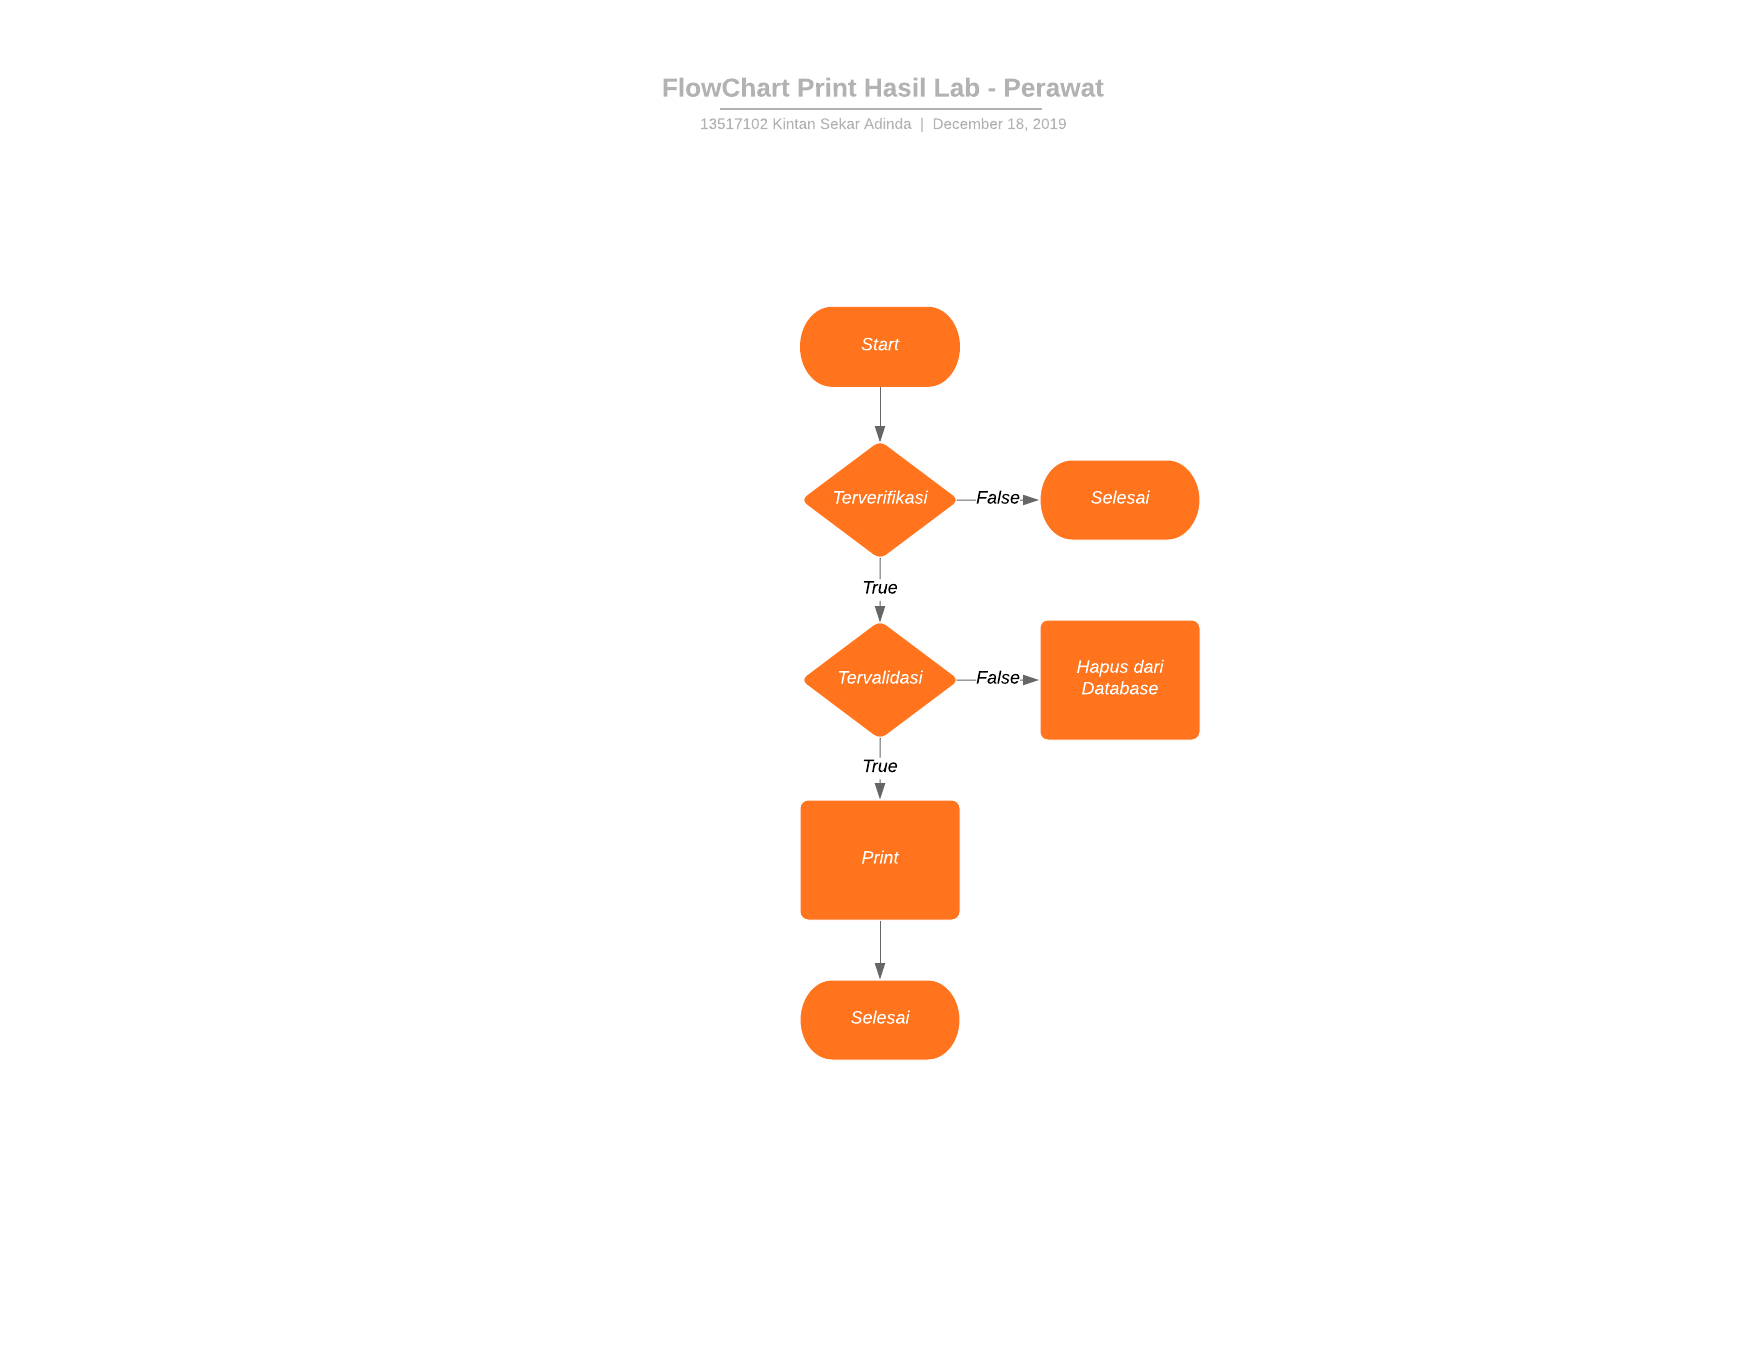 FlowChart Print Hasil Lab - Perawat
13517102 Kintan Sekar Adinda | December 18, 2019
Start
Terverifikasi
False
Selesai
True
Tervalidasi
False
Hapus dari
Database
True
Print
Selesai